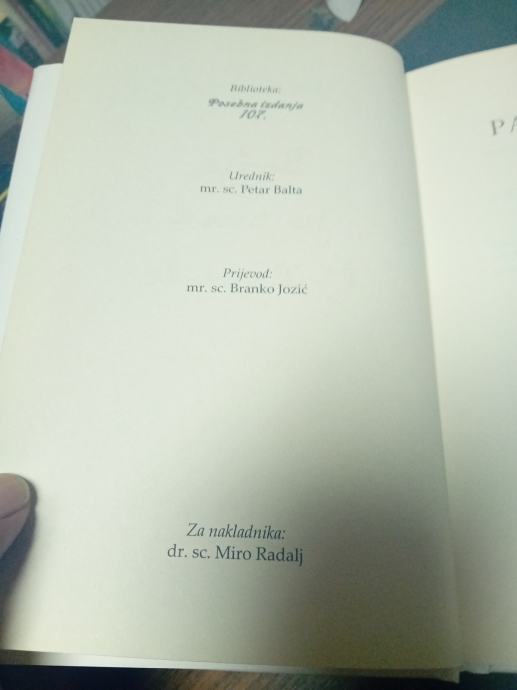 Biblioteka:
Posebna izdanja
107.
Urednik:
mr. sc. Petar Balta
Prijevod:
mr. sc. Branko Jozić
Za nakladnika:
dr. sc. Miro Radalj